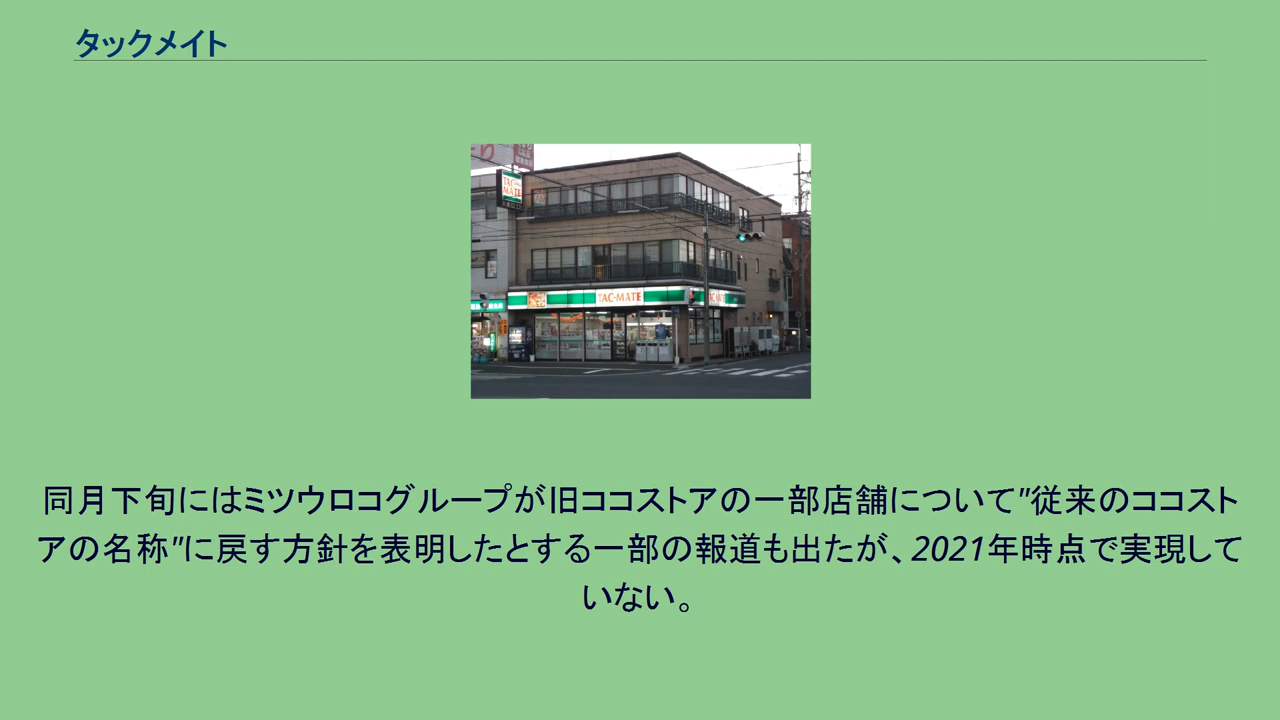 タックメイト
TAC
MATE
TAC-MATE
同月下旬にはミツウロコグループが旧ココストアの一部店舗について"従来のココスト
アの名称"に戻す方針を表明したとする一部の報道も出たが、2021年時点で実現して
いない。